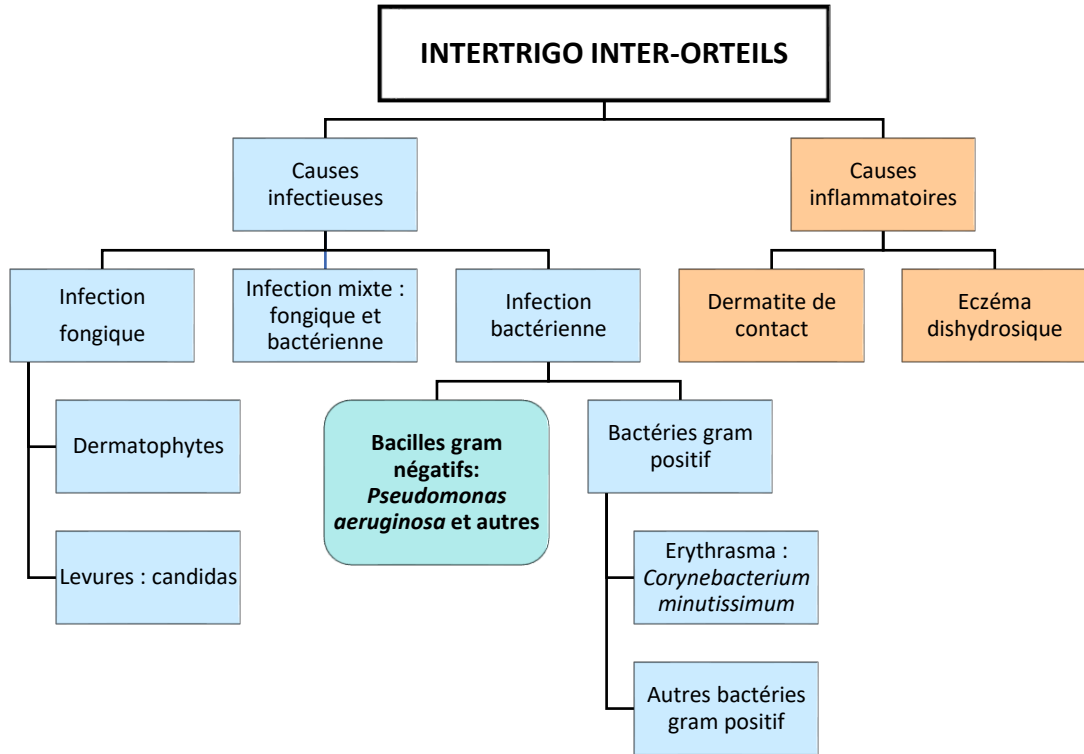 INTERTRIGO INTER-ORTEILS
Causes
infectieuses
Causes
inflammatoires
Infection
fongique
Infection mixte :
fongique et
bactérienne
Infection
bactérienne
Dermatite de
contact
Eczéma
dishydrosique
Dermatophytes
Levures : candidas
Bacilles gram
négatifs:
Pseudomonas
aeruginosa et autres
Bactéries gram
positif
Erythrasma :
Corynebacterium
minutissimum
Autres bactéries
gram positif